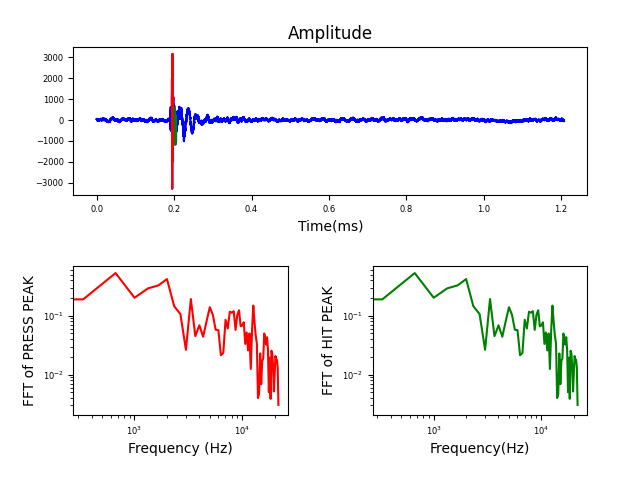 Amplitude
3000
2000
1000
0
−1000
−2000
−3000
0.0 0.2 0.4 0.6 0.8 1.0 1.2
Time(ms)
FFT of PRESS PEAK
10⁻¹
10⁻²
10³ 10⁴
Frequency (Hz)
FFT of HIT PEAK
10⁻¹
10⁻²
10³ 10⁴
Frequency(Hz)